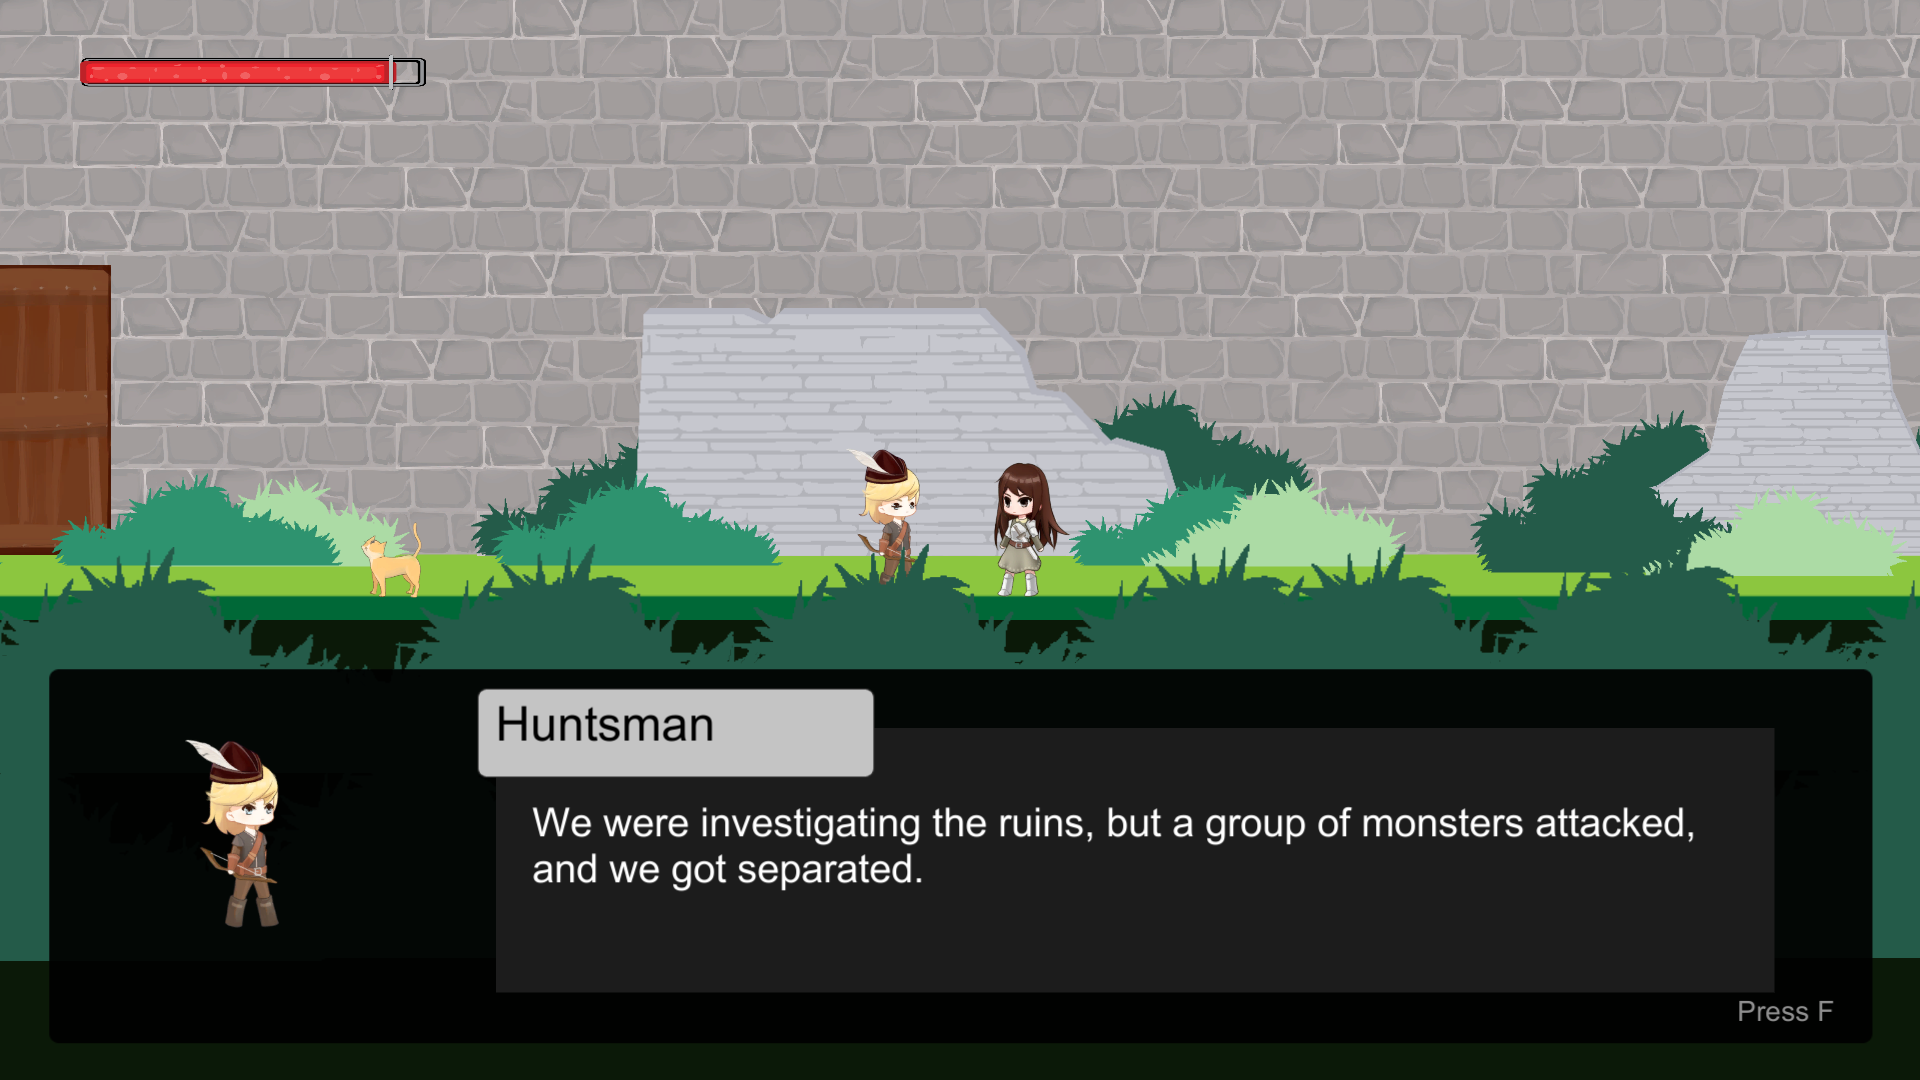 Huntsman
We were investigating the ruins, but a group of monsters attacked,
and we got separated.
Press F